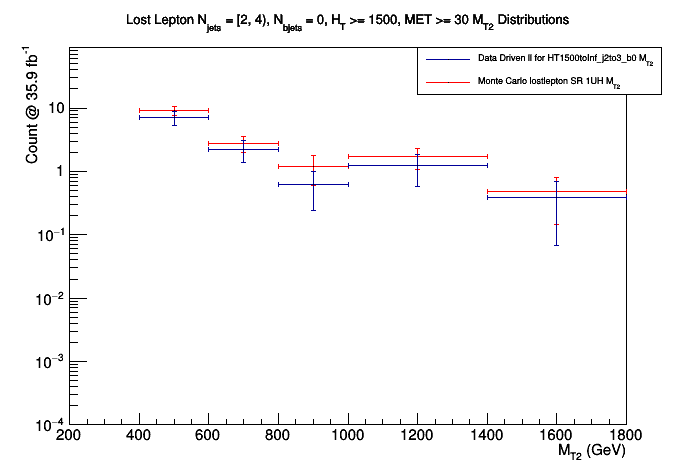 Lost Lepton N_jets = [2, 4), N_bjets = 0, H_T >= 1500, MET >= 30 M_T2 Distributions
Data Driven II for HT1500toInf_j2to3_b0 M_T2
Monte Carlo lostlepton SR 1UH M_T2
Count @ 35.9 fb^-1
10
1
10^-1
10^-2
10^-3
10^-4
200 400 600 800 1000 1200 1400 1600 1800
M_T2 (GeV)